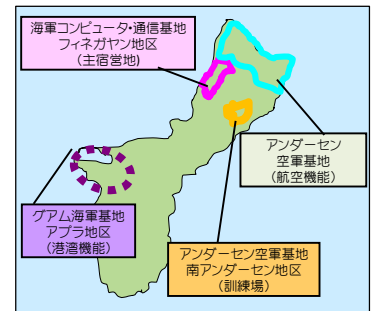 海軍コンピュータ・通信基地
フィネガヤン地区
(主宿営地)
アンダーセン
空軍基地
(航空機能)
グアム海軍基地
アプラ地区
(港湾機能)
アンダーセン空軍基地
南アンダーセン地区
(訓練場)